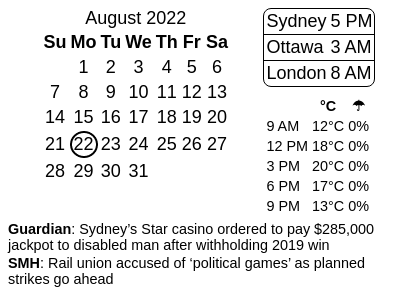 August 2022
Su Mo Tu We Th Fr Sa
1 2 3 4 5 6
7 8 9 10 11 12 13
14 15 16 17 18 19 20
21 22 23 24 25 26 27
28 29 30 31
Sydney 5 PM
Ottawa 3 AM
London 8 AM
°C ☂
9 AM 12°C 0%
12 PM 18°C 0%
3 PM 20°C 0%
6 PM 17°C 0%
9 PM 13°C 0%
Guardian: Sydney’s Star casino ordered to pay $285,000
jackpot to disabled man after withholding 2019 win
SMH: Rail union accused of ‘political games’ as planned
strikes go ahead